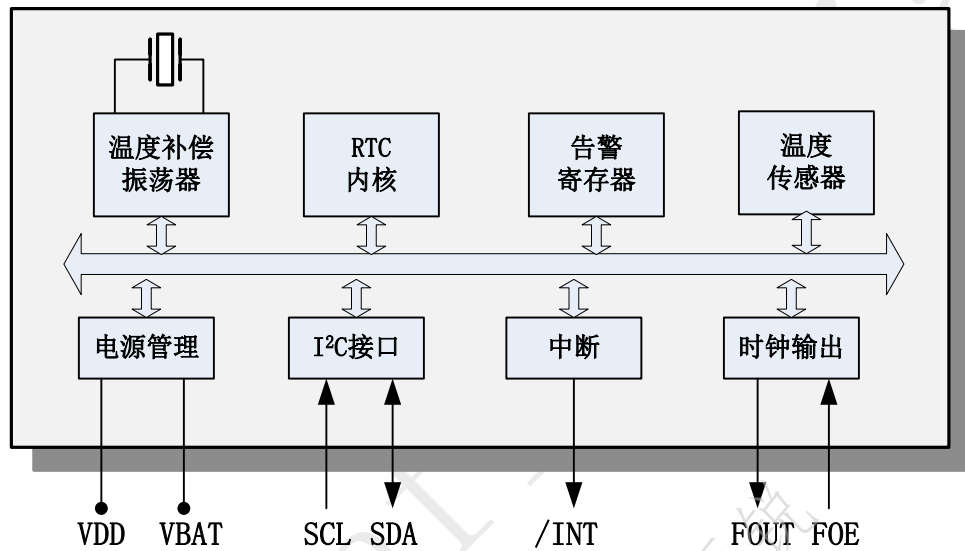 温度补偿
振荡器
RTC
内核
告警
寄存器
温度
传感器
电源管理
I²C接口
中断
时钟输出
VDD VBAT SCL SDA /INT FOUT FOE